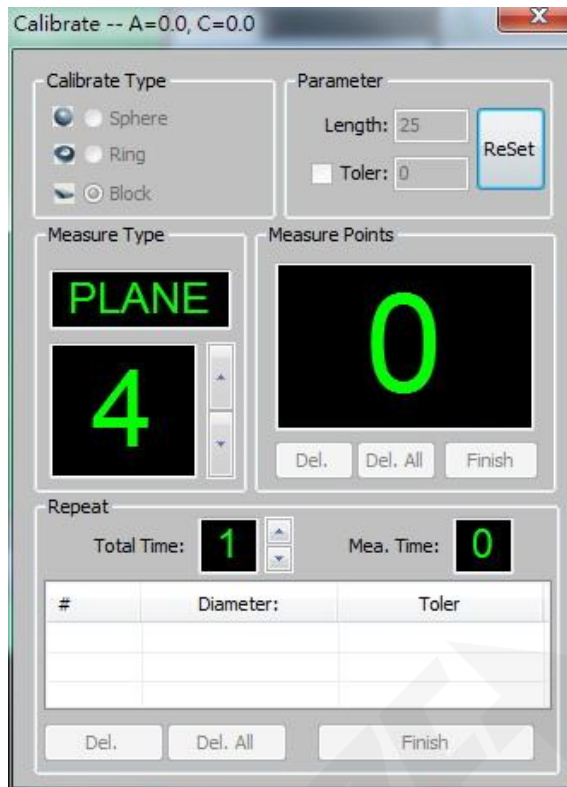 Calibrate -- A=0.0, C=0.0
X
Calibrate Type
Sphere
Ring
Block
Parameter
Length: 25
Toler: 0
ReSet
Measure Type
PLANE
4
Measure Points
0
Del. Del. All Finish
Repeat
Total Time: 1 Mea. Time: 0
# Diameter: Toler
Del. Del. All Finish